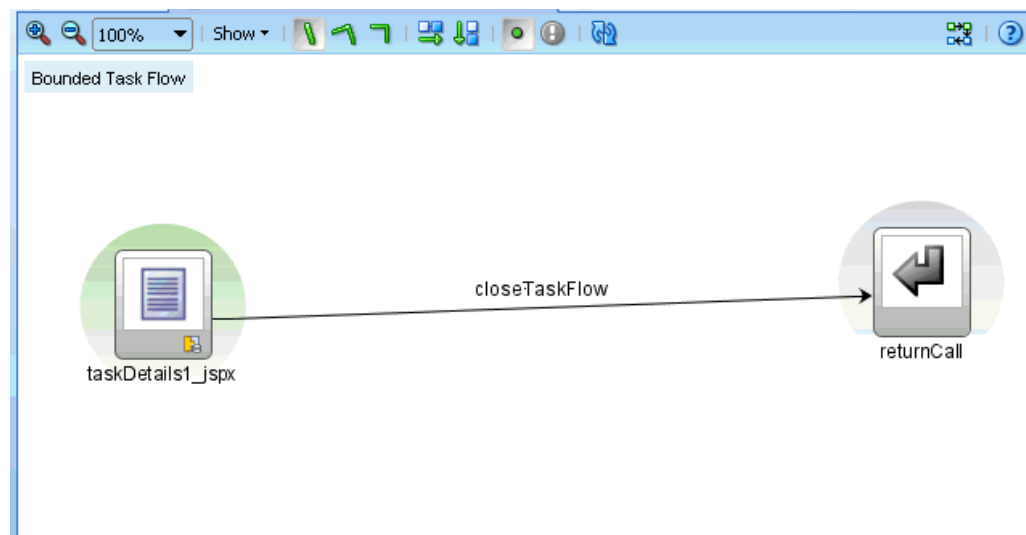 100% Show
Bounded Task Flow
closeTaskFlow
taskDetails1_jspx
returnCall